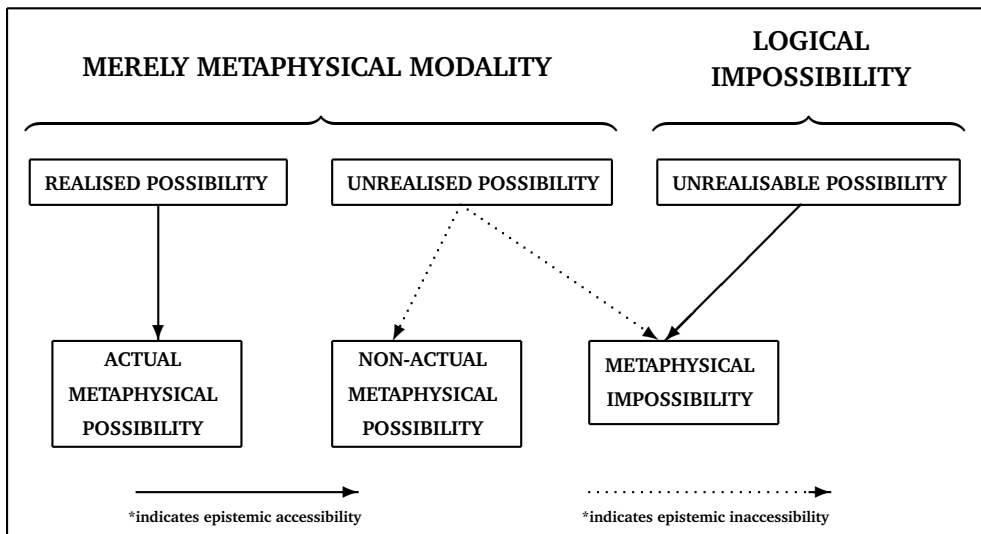 MERELY METAPHYSICAL MODALITY
LOGICAL
IMPOSSIBILITY
REALISED POSSIBILITY
UNREALISED POSSIBILITY
UNREALISABLE POSSIBILITY
ACTUAL
METAPHYSICAL
POSSIBILITY
NON-ACTUAL
METAPHYSICAL
POSSIBILITY
METAPHYSICAL
IMPOSSIBILITY
*indicates epistemic accessibility
*indicates epistemic inaccessibility